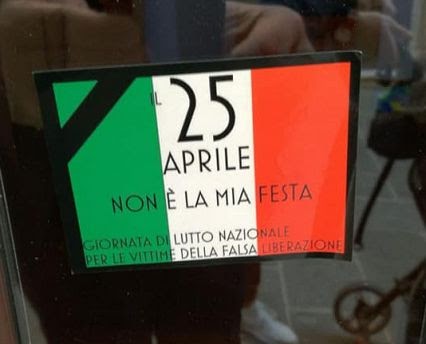 IL 25
APRILE
NON È LA MIA FESTA
GIORNATA DI LUTTO NAZIONALE
PER LE VITTIME DELLA FALSA LIBERAZIONE